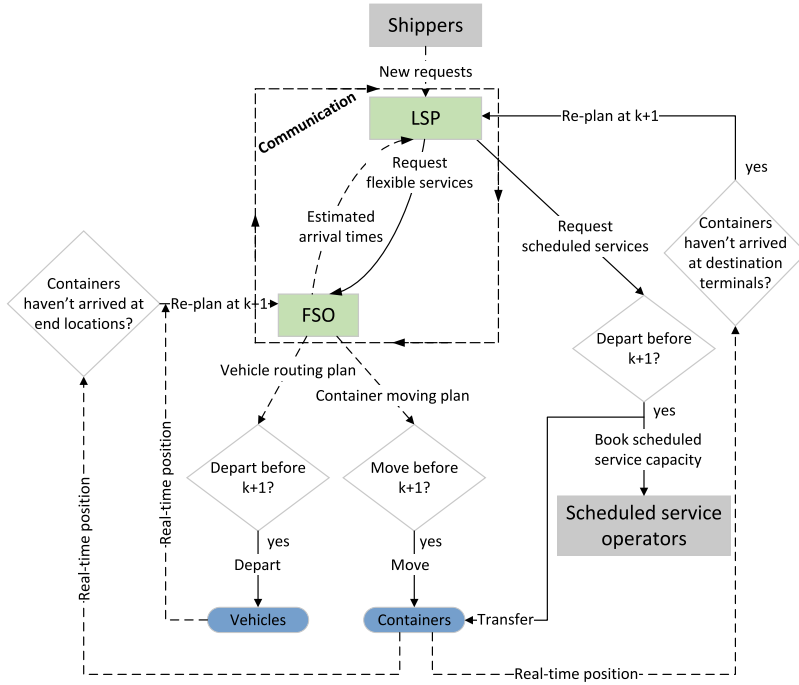 Shippers
New requests
Communication
LSP
Re-plan at k+1
yes
Request
flexible services
Estimated
arrival times
Request
scheduled services
Containers
haven't arrived
at destination
terminals?
Containers
haven't arrived at
end locations?
Re-plan at k+1
FSO
Depart before
k+1?
Vehicle routing plan
Container moving plan
yes
Book scheduled
service capacity
Depart before
k+1?
Move before
k+1?
Real-time position
Real-time position
Scheduled service
operators
yes
Depart
yes
Move
Vehicles
Containers
Transfer
Real-time position